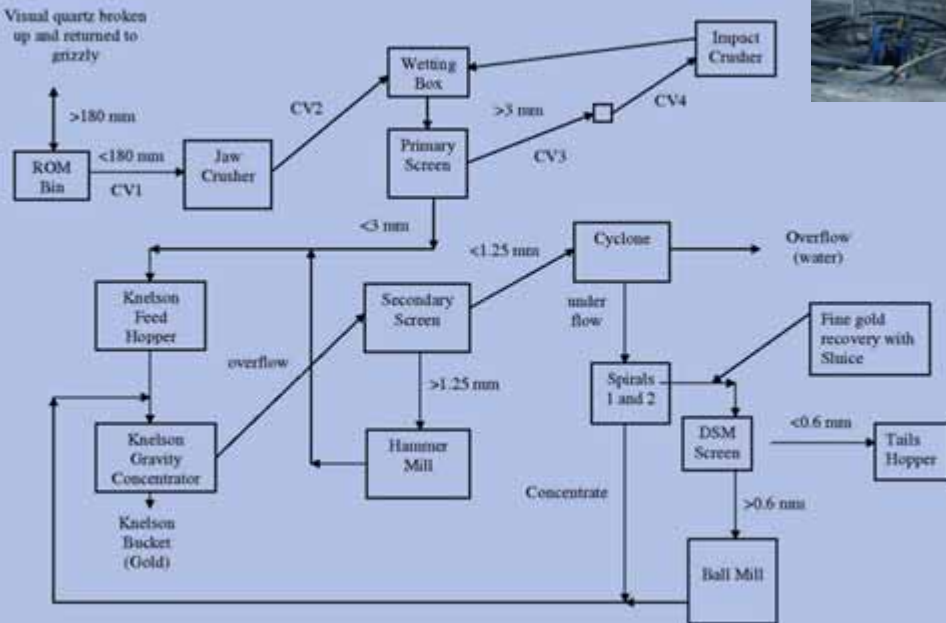 Visual quartz broken
up and returned to
grizzly
>180 mm
ROM
Bin
<180 mm
CV1
Jaw
Crusher
CV2
Wetting
Box
Primary
Screen
>3 mm
CV3
CV4
Impact
Crusher
<3 mm
Knelson
Feed
Hopper
overflow
Knelson
Gravity
Concentrator
Knelson
Bucket
(Gold)
Secondary
Screen
>1.25 mm
Hammer
Mill
<1.25 mm
Cyclone
Overflow
(water)
under
flow
Spirals
1 and 2
Fine gold
recovery with
Sluice
DSM
Screen
<0.6 mm
Tails
Hopper
Concentrate
>0.6 mm
Ball Mill